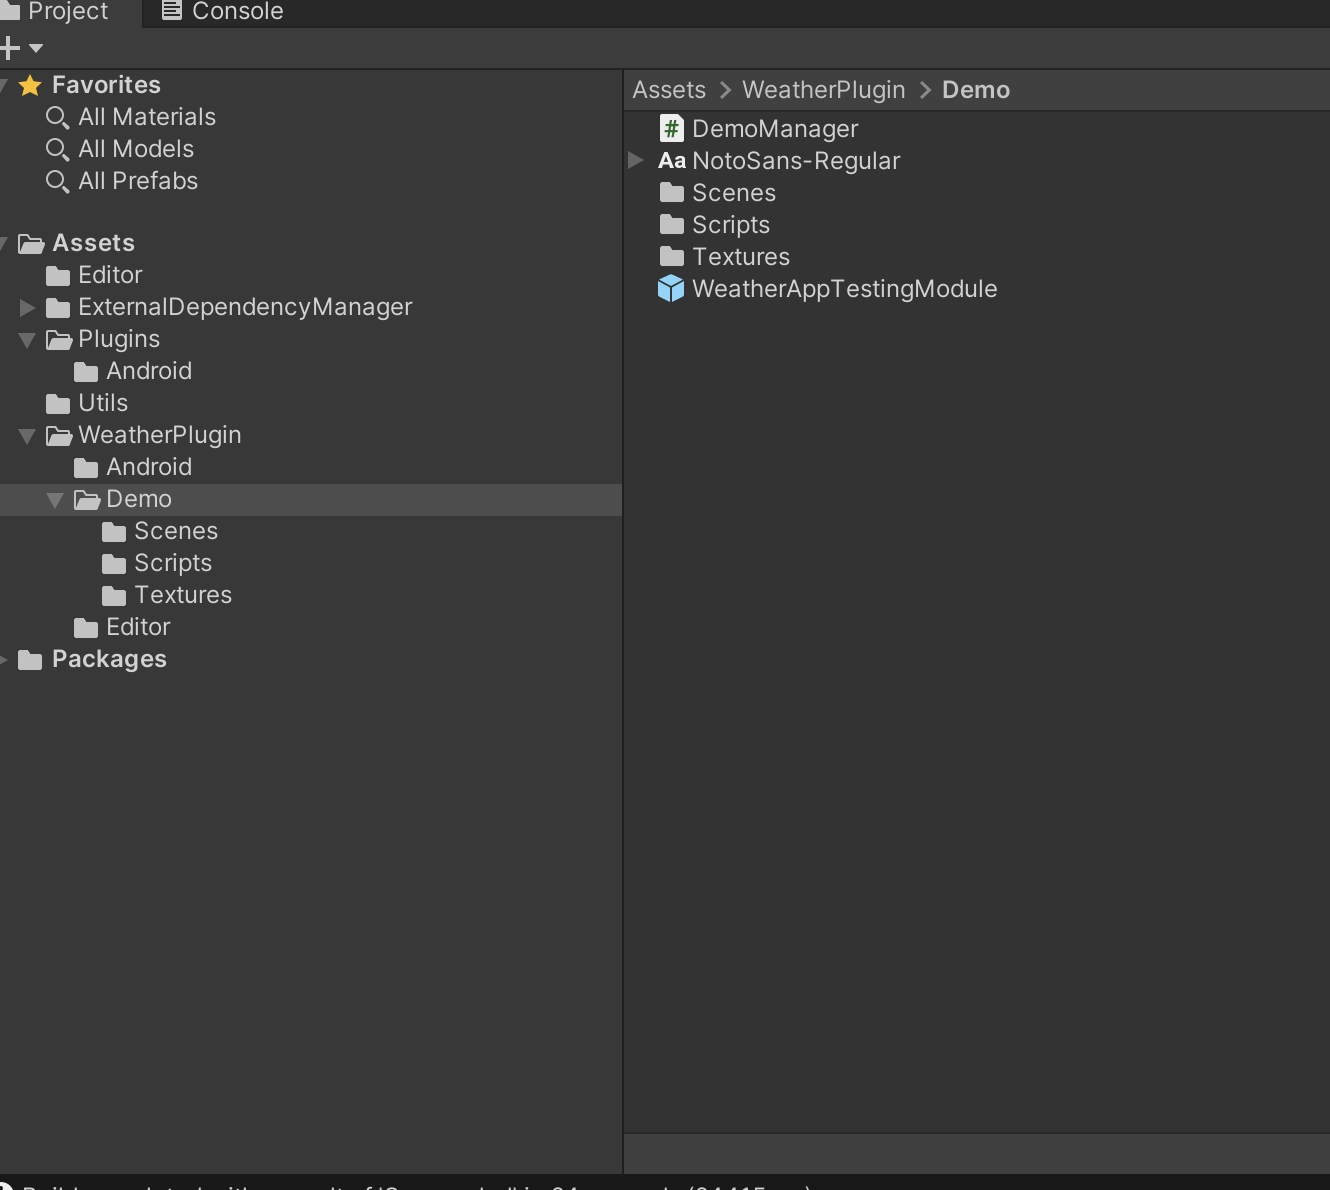 Project
Console
Favorites
All Materials
All Models
All Prefabs
Assets
Editor
ExternalDependencyManager
Plugins
Android
Utils
WeatherPlugin
Android
Demo
Scenes
Scripts
Textures
Editor
Packages
Assets > WeatherPlugin > Demo
# DemoManager
Aa NotoSans-Regular
Scenes
Scripts
Textures
WeatherAppTestingModule